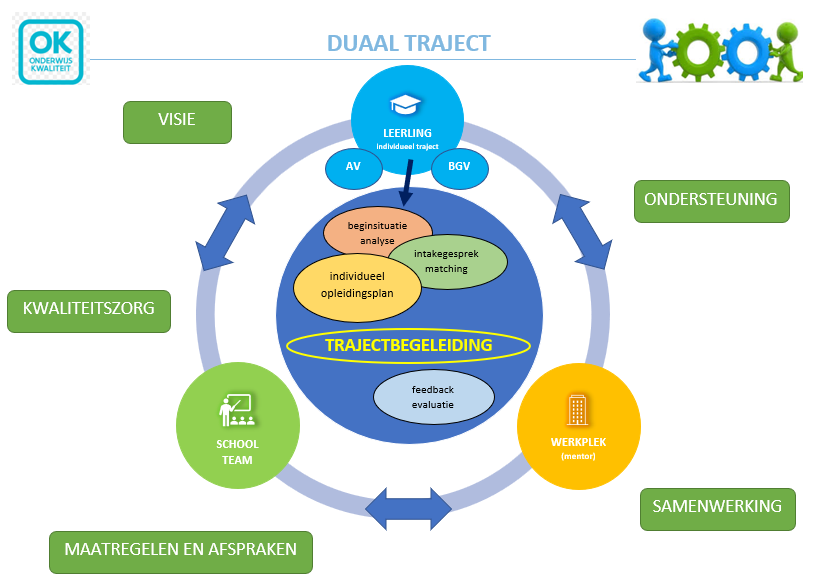 OK
ONDERWIJS
KWALITEIT
DUAAL TRAJECT
VISIE
LEERLING
Individueel traject
AV
BGV
ONDERSTEUNING
beginsituatie
analyse
intakegesprek
matching
individueel
opleidingsplan
KWALITEITSZORG
TRAJECTBEGELEIDING
feedback
evaluatie
SCHOOL
TEAM
WERKPLEK
(mentor)
SAMENWERKING
MAATREGELEN EN AFSPRAKEN